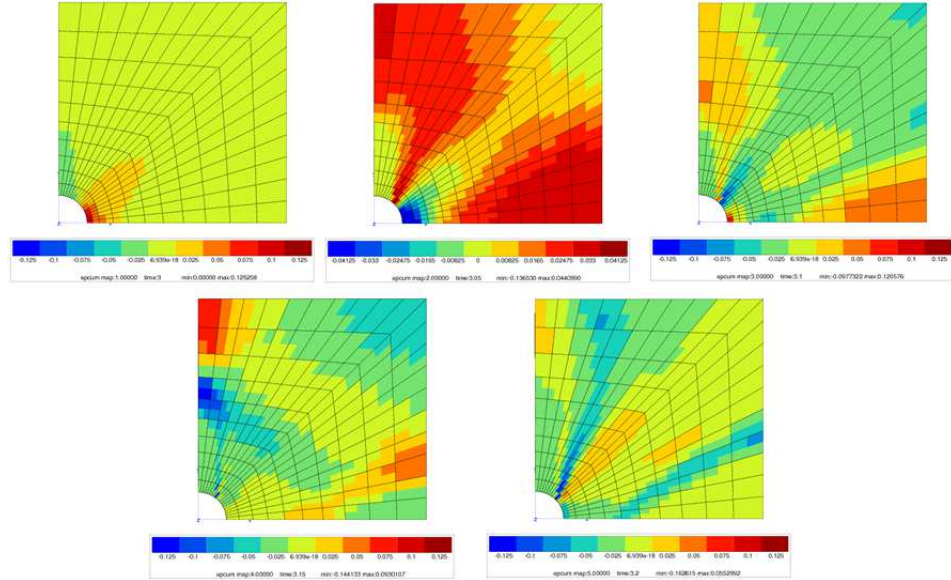 -0.125 -0.1 -0.075 -0.05 -0.025 6.939e-18 0.025 0.05 0.075 0.1 0.125
epcum map:1.00000 time:3 min:0.00000 max:0.125258
-0.04125 -0.033 -0.02475 -0.0165 -0.00825 0 0.00825 0.0165 0.02475 0.033 0.04125
epcum map:2.00000 time:3.05 min:-0.136530 max:0.0440990
-0.125 -0.1 -0.075 -0.05 -0.025 6.939e-18 0.025 0.05 0.075 0.1 0.125
epcum map:3.00000 time:3.1 min:-0.0977322 max:0.120576
-0.125 -0.1 -0.075 -0.05 -0.025 6.939e-18 0.025 0.05 0.075 0.1 0.125
epcum map:4.00000 time:3.15 min:-0.144133 max:0.0930107
-0.125 -0.1 -0.075 -0.05 -0.025 6.939e-18 0.025 0.05 0.075 0.1 0.125
epcum map:5.00000 time:3.2 min:-0.162615 max:0.0552992